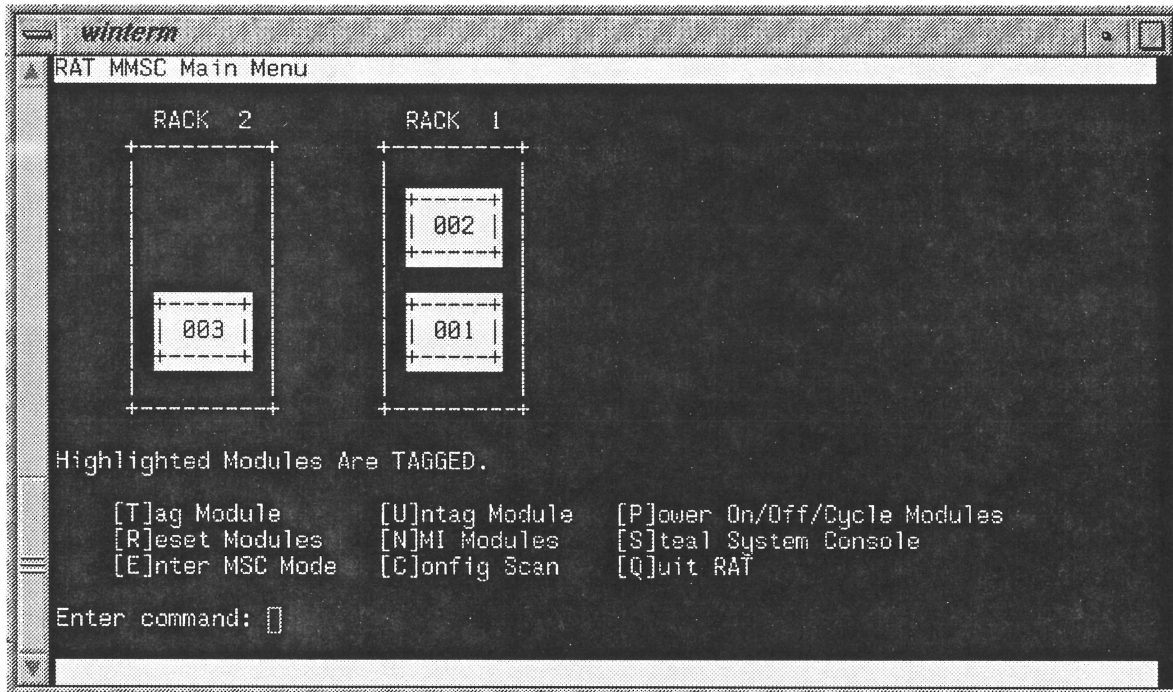 winterm
RAT MMSC Main Menu
RACK 2 RACK 1
002
003 001
Highlighted Modules Are TAGGED.
[T]ag Module [U]ntag Module [P]ower On/Off/Cycle Modules
[R]eset Modules [N]MI Modules [S]teal System Console
[E]nter MSC Mode [C]onfig Scan [Q]uit RAT
Enter command: